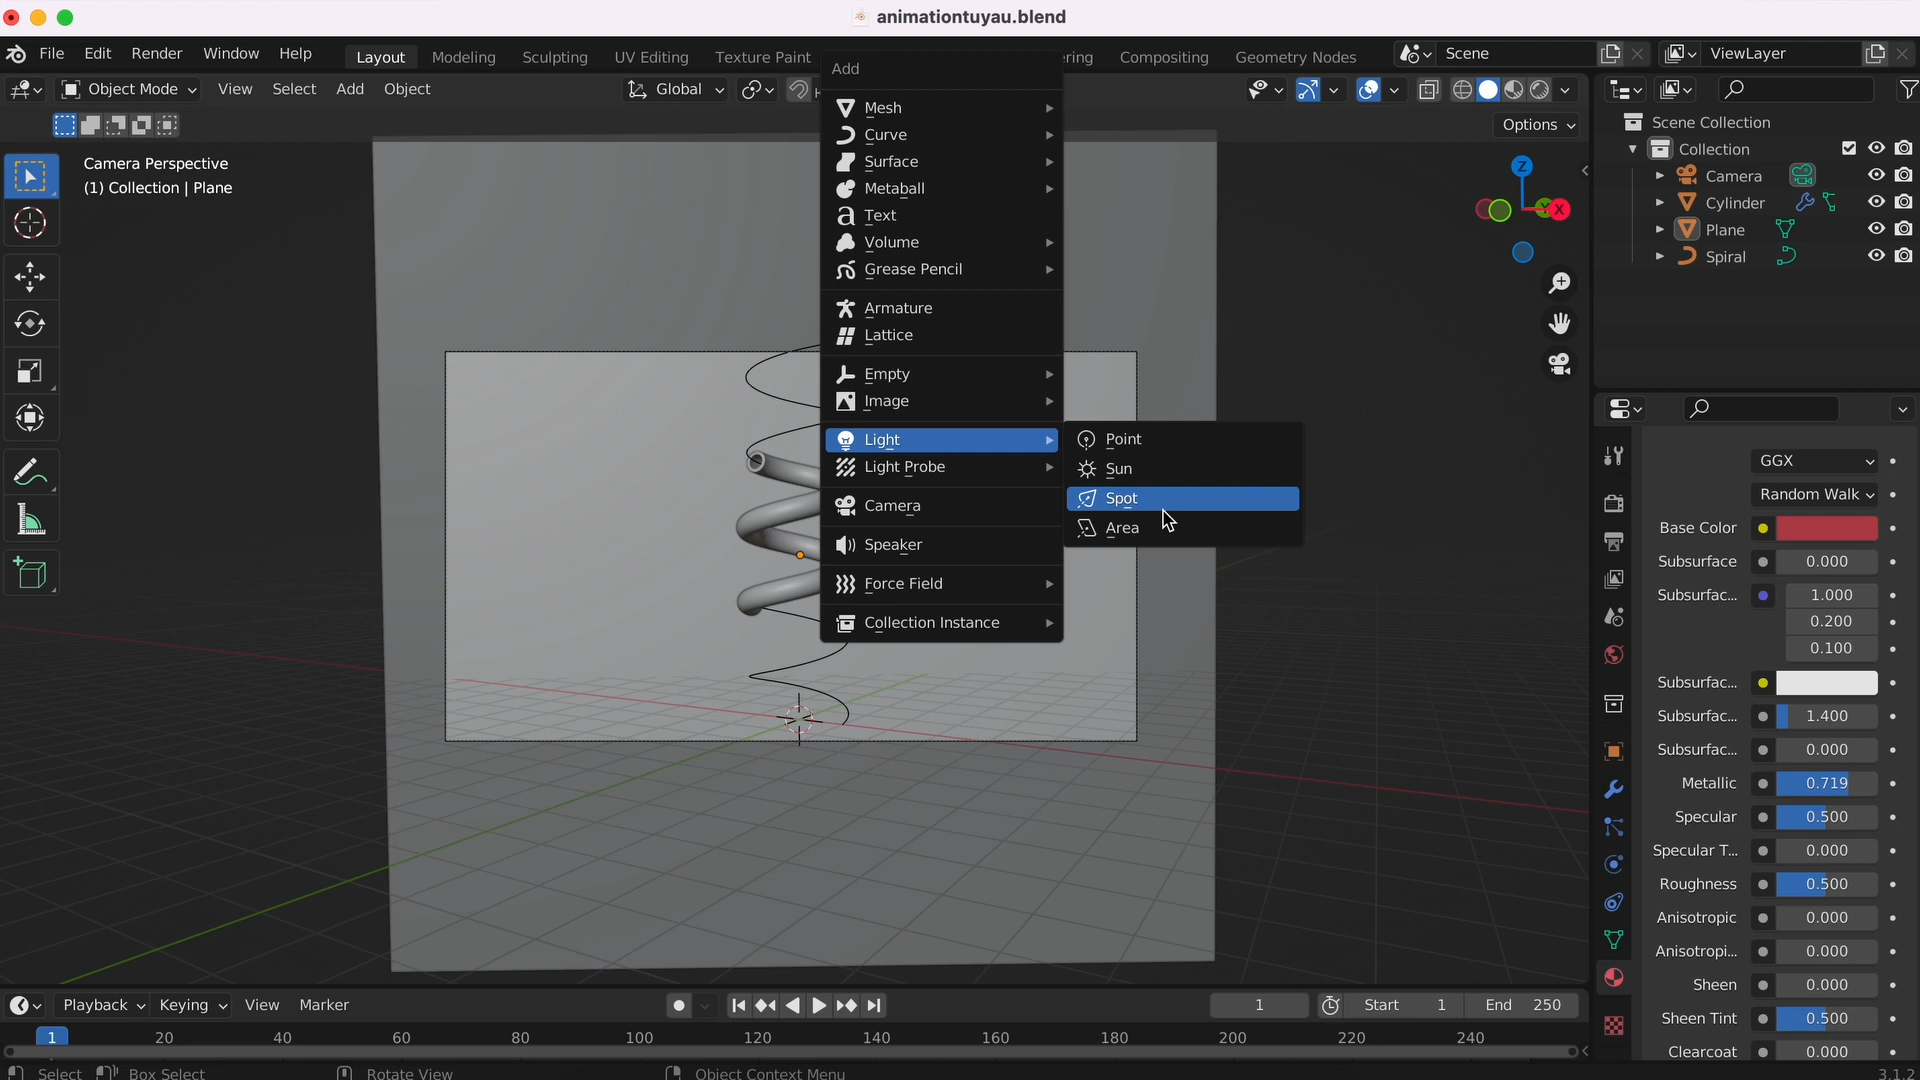 animationtuyau.blend
File Edit Render Window Help
Layout Modeling Sculpting UV Editing Texture Paint ering Compositing Geometry Nodes
Scene
ViewLayer
Object Mode View Select Add Object
Global
Options
Camera Perspective
(1) Collection | Plane
Add
Mesh
Curve
Surface
Metaball
Text
Volume
Grease Pencil
Armature
Lattice
Empty
Image
Light
Light Probe
Camera
Speaker
Force Field
Collection Instance
Point
Sun
Spot
Area
Z
Y
X
Scene Collection
Collection
Camera
Cylinder
Plane
Spiral
GGX
Random Walk
Base Color
Subsurface 0.000
Subsurfac... 1.000
0.200
0.100
Subsurfac...
Subsurfac... 1.400
Subsurfac... 0.000
Metallic 0.719
Specular 0.500
Specular T... 0.000
Roughness 0.500
Anisotropic 0.000
Anisotropi... 0.000
Sheen 0.000
Sheen Tint 0.500
Clearcoat 0.000
Playback Keying View Marker
1 Start 1 End 250
1 20 40 60 80 100 120 140 160 180 200 220 240
Select Box Select Rotate View Object Context Menu 3.1.2